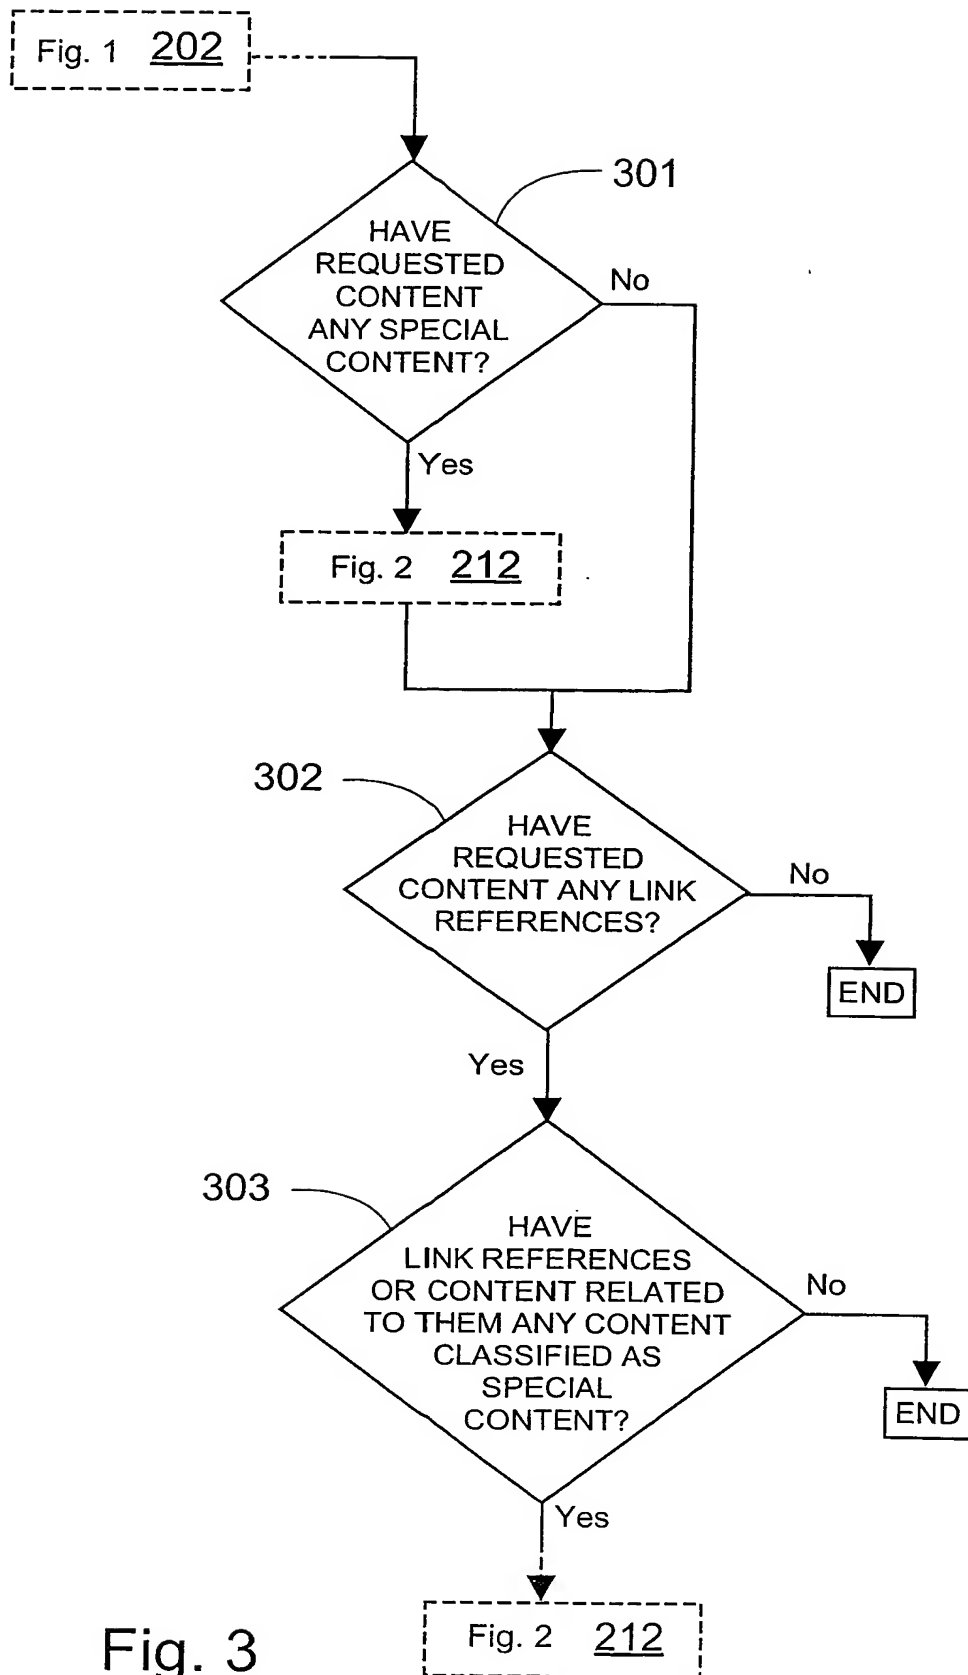 Fig. 1 202
301
HAVE
REQUESTED
CONTENT
ANY SPECIAL
CONTENT?
No
Yes
Fig. 2 212
302
HAVE
REQUESTED
CONTENT ANY LINK
REFERENCES?
No
END
Yes
303
HAVE
LINK REFERENCES
OR CONTENT RELATED
TO THEM ANY CONTENT
CLASSIFIED AS
SPECIAL
CONTENT?
No
END
Yes
Fig. 2 212
Fig. 3